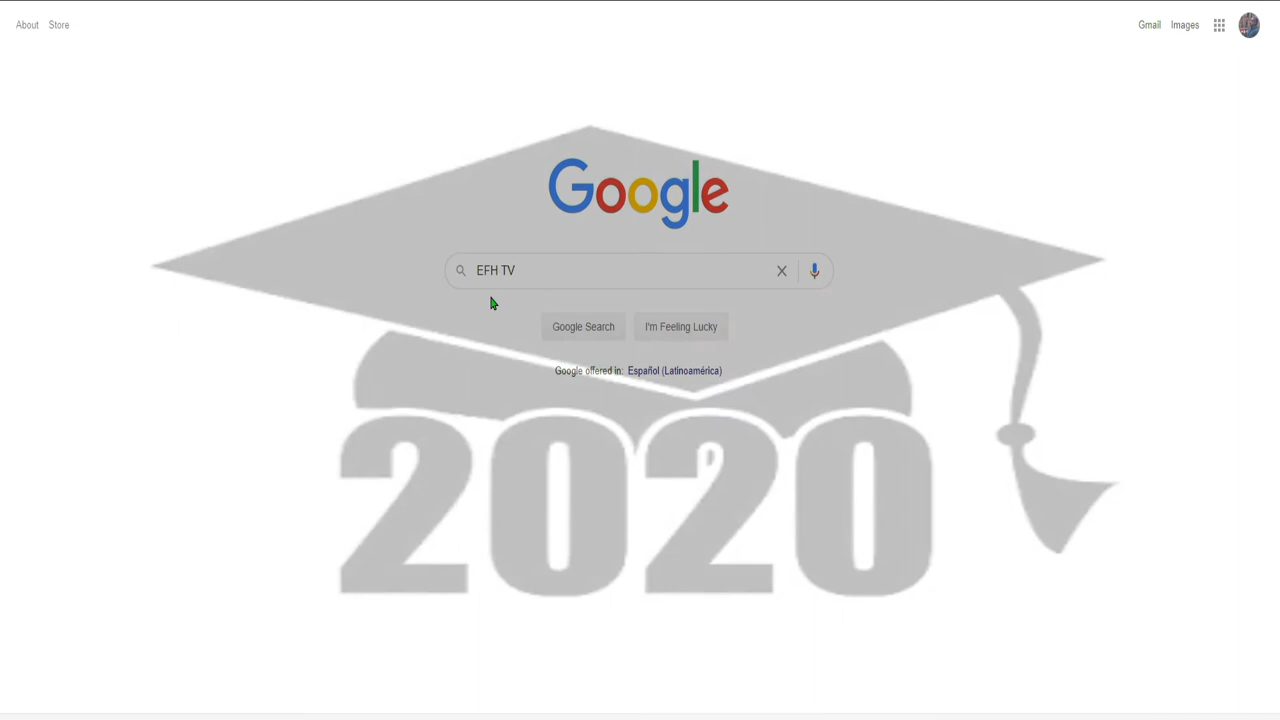 About Store
Gmail Images
Google
EFH TV
Google Search I'm Feeling Lucky
Google offered in: Español (Latinoamérica)
2020